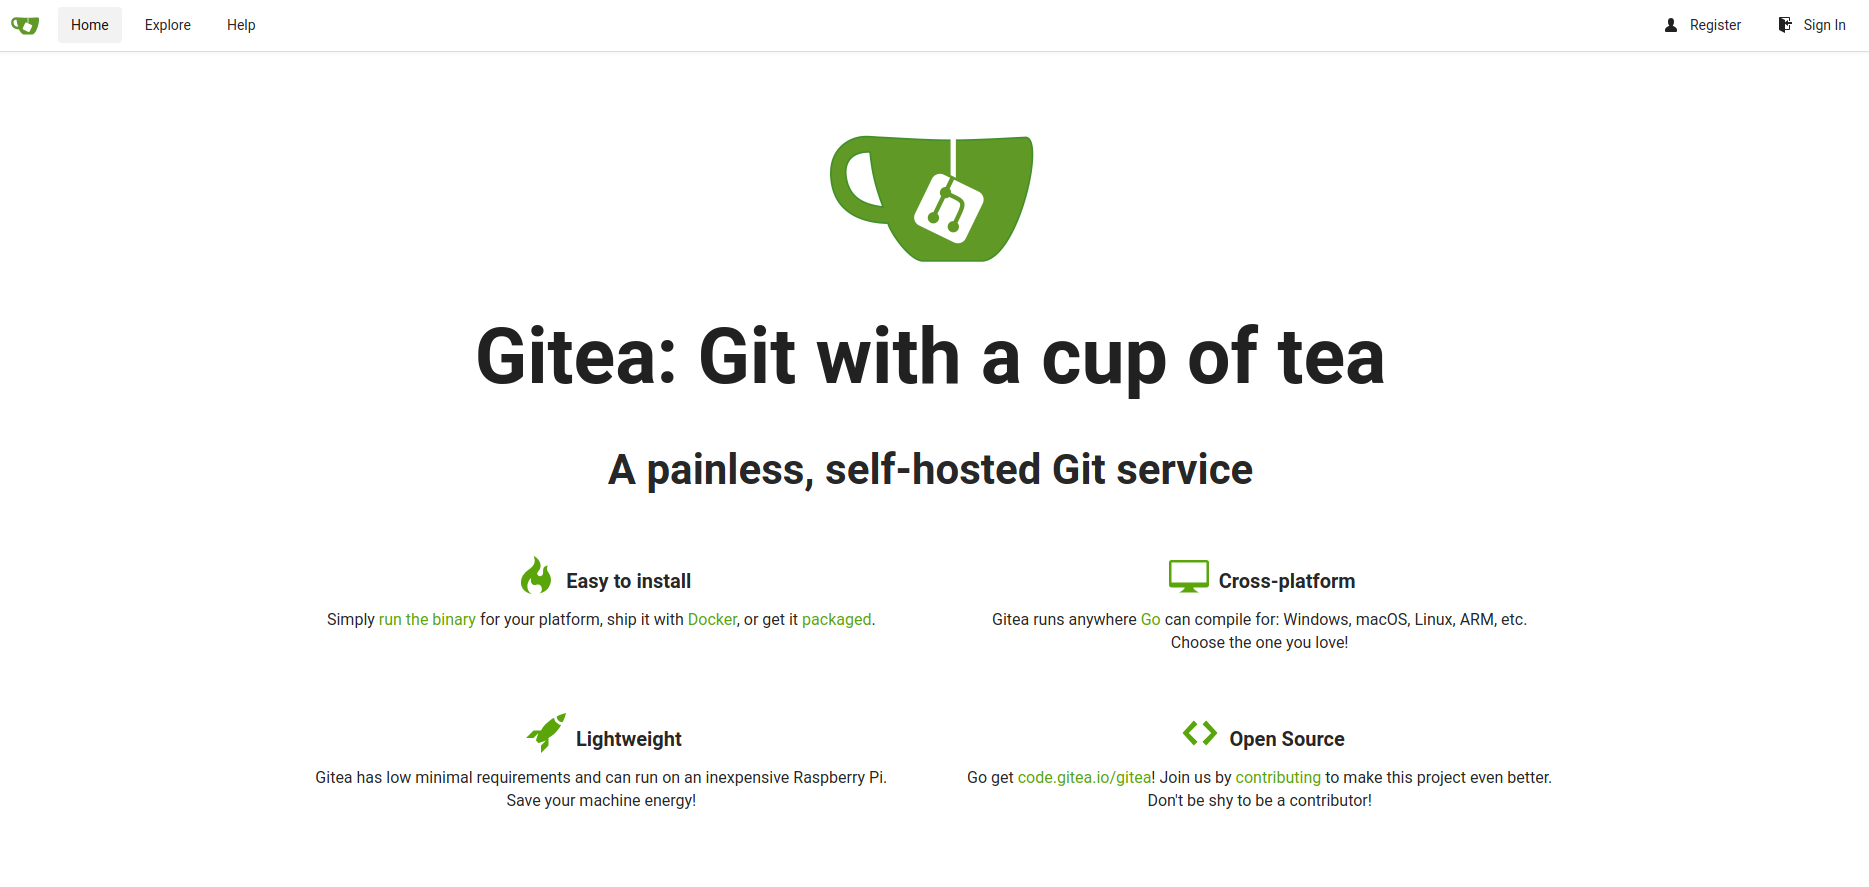 Home Explore Help Register Sign In
Gitea: Git with a cup of tea
A painless, self-hosted Git service
Easy to install
Simply run the binary for your platform, ship it with Docker, or get it packaged.
Cross-platform
Gitea runs anywhere Go can compile for: Windows, macOS, Linux, ARM, etc.
Choose the one you love!
Lightweight
Gitea has low minimal requirements and can run on an inexpensive Raspberry Pi.
Save your machine energy!
Open Source
Go get code.gitea.io/gitea! Join us by contributing to make this project even better.
Don't be shy to be a contributor!